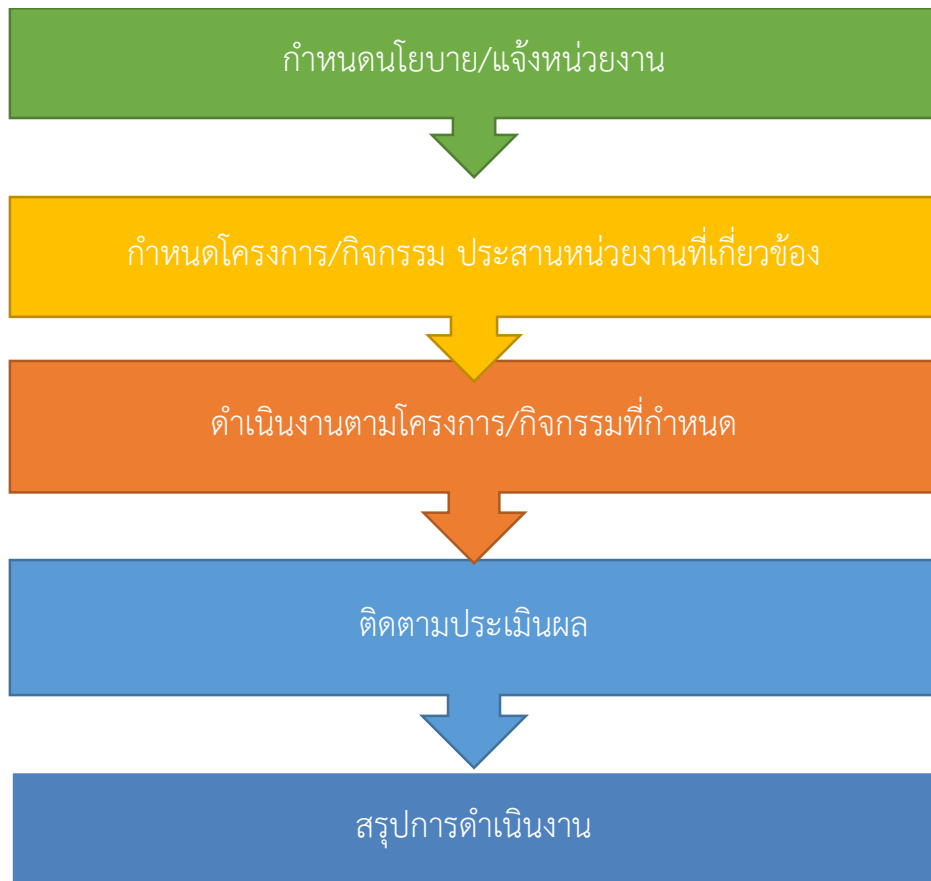 กำหนดนโยบาย/แจ้งหน่วยงาน
กำหนดโครงการ/กิจกรรม ประสานหน่วยงานที่เกี่ยวข้อง
ดำเนินงานตามโครงการ/กิจกรรมที่กำหนด
ติดตามประเมินผล
สรุปการดำเนินงาน